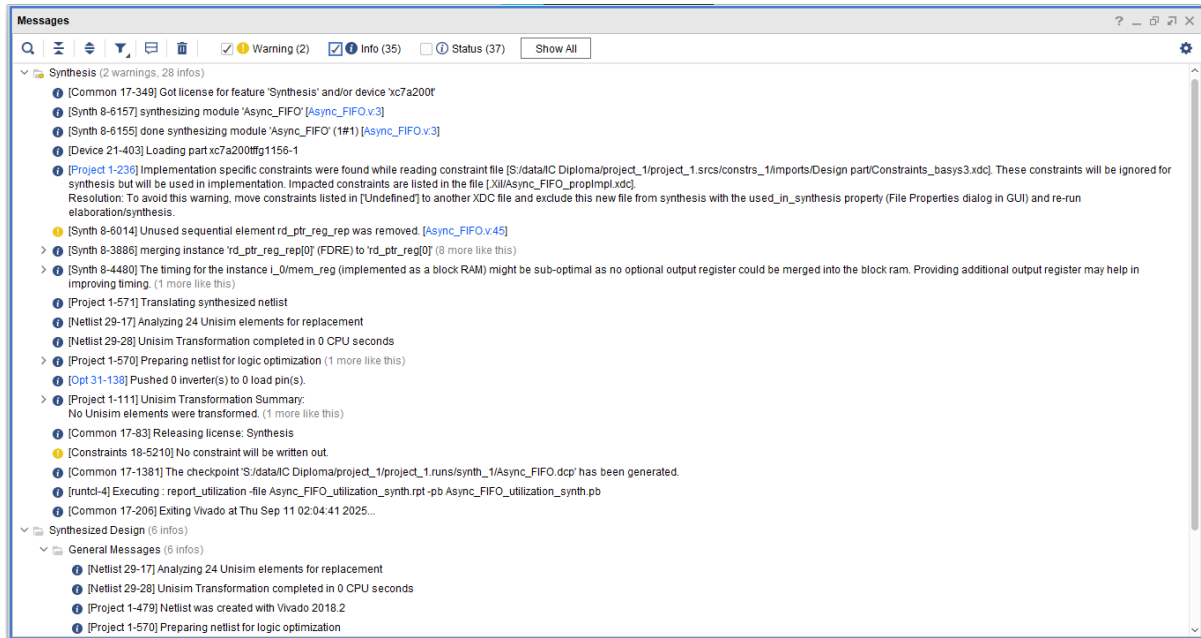 Messages
Warning (2) Info (35) Status (37) Show All
Synthesis (2 warnings, 28 infos)
[Common 17-349] Got license for feature 'Synthesis' and/or device 'xc7a200t'
[Synth 8-6157] synthesizing module 'Async_FIFO' [Async_FIFO.v:3]
[Synth 8-6155] done synthesizing module 'Async_FIFO' (1#1) [Async_FIFO.v:3]
[Device 21-403] Loading part xc7a200tffg1156-1
[Project 1-236] Implementation specific constraints were found while reading constraint file [S:/data/IC Diploma/project_1/project_1.srcs/constrs_1/imports/Design part/Constraints_basys3.xdc]. These constraints will be ignored for
synthesis but will be used in implementation. Impacted constraints are listed in the file [.Xil/Async_FIFO_propImpl.xdc].
Resolution: To avoid this warning, move constraints listed in ['Undefined'] to another XDC file and exclude this new file from synthesis with the used_in_synthesis property (File Properties dialog in GUI) and re-run
elaboration/synthesis.
[Synth 8-6014] Unused sequential element rd_ptr_reg_rep was removed. [Async_FIFO.v:45]
[Synth 8-3886] merging instance 'rd_ptr_reg_rep[0]' (FDRE) to 'rd_ptr_reg[0]' (8 more like this)
[Synth 8-4480] The timing for the instance i_0/mem_reg (implemented as a block RAM) might be sub-optimal as no optional output register could be merged into the block ram. Providing additional output register may help in
improving timing. (1 more like this)
[Project 1-571] Translating synthesized netlist
[Netlist 29-17] Analyzing 24 Unisim elements for replacement
[Netlist 29-28] Unisim Transformation completed in 0 CPU seconds
[Project 1-570] Preparing netlist for logic optimization (1 more like this)
[Opt 31-138] Pushed 0 inverter(s) to 0 load pin(s).
[Project 1-111] Unisim Transformation Summary:
No Unisim elements were transformed. (1 more like this)
[Common 17-83] Releasing license: Synthesis
[Constraints 18-5210] No constraint will be written out.
[Common 17-1381] The checkpoint 'S:/data/IC Diploma/project_1/project_1.runs/synth_1/Async_FIFO.dcp' has been generated.
[runtcl-4] Executing : report_utilization -file Async_FIFO_utilization_synth.rpt -pb Async_FIFO_utilization_synth.pb
[Common 17-206] Exiting Vivado at Thu Sep 11 02:04:41 2025...
Synthesized Design (6 infos)
General Messages (6 infos)
[Netlist 29-17] Analyzing 24 Unisim elements for replacement
[Netlist 29-28] Unisim Transformation completed in 0 CPU seconds
[Project 1-479] Netlist was created with Vivado 2018.2
[Project 1-570] Preparing netlist for logic optimization